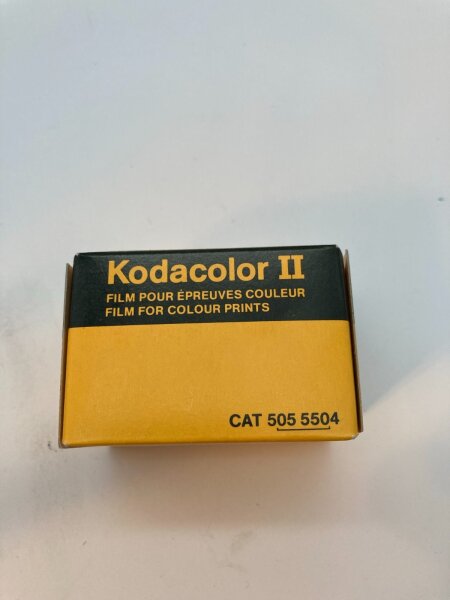 Kodacolor II
FILM POUR ÉPREUVES COULEUR
FILM FOR COLOUR PRINTS
CAT 505 5504